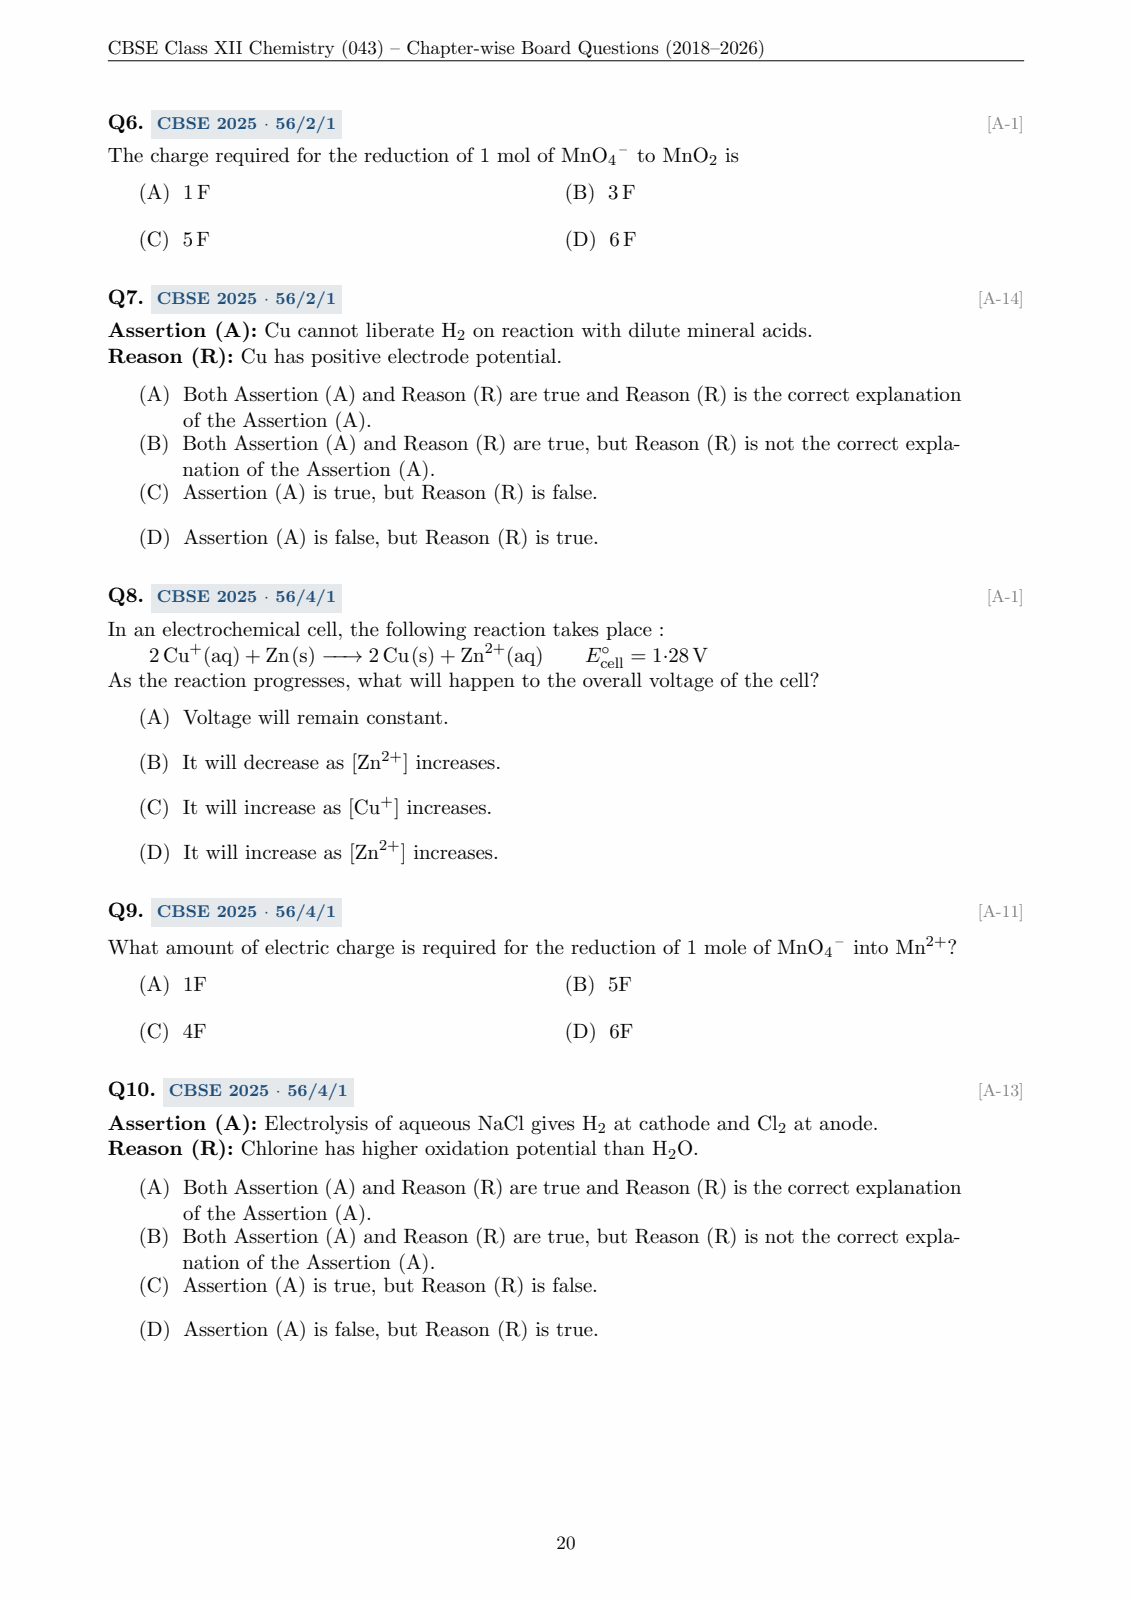 CBSE Class XII Chemistry (043) – Chapter-wise Board Questions (2018–2026)
Q6. CBSE 2025 · 56/2/1 [A-1]
The charge required for the reduction of 1 mol of MnO₄⁻ to MnO₂ is
(A) 1 F (B) 3 F
(C) 5 F (D) 6 F
Q7. CBSE 2025 · 56/2/1 [A-14]
Assertion (A): Cu cannot liberate H₂ on reaction with dilute mineral acids.
Reason (R): Cu has positive electrode potential.
(A) Both Assertion (A) and Reason (R) are true and Reason (R) is the correct explanation
of the Assertion (A).
(B) Both Assertion (A) and Reason (R) are true, but Reason (R) is not the correct expla-
nation of the Assertion (A).
(C) Assertion (A) is true, but Reason (R) is false.
(D) Assertion (A) is false, but Reason (R) is true.
Q8. CBSE 2025 · 56/4/1 [A-1]
In an electrochemical cell, the following reaction takes place :
2 Cu⁺(aq) + Zn(s) ⟶ 2 Cu(s) + Zn²⁺(aq) E°cell = 1·28 V
As the reaction progresses, what will happen to the overall voltage of the cell?
(A) Voltage will remain constant.
(B) It will decrease as [Zn²⁺] increases.
(C) It will increase as [Cu⁺] increases.
(D) It will increase as [Zn²⁺] increases.
Q9. CBSE 2025 · 56/4/1 [A-11]
What amount of electric charge is required for the reduction of 1 mole of MnO₄⁻ into Mn²⁺?
(A) 1F (B) 5F
(C) 4F (D) 6F
Q10. CBSE 2025 · 56/4/1 [A-13]
Assertion (A): Electrolysis of aqueous NaCl gives H₂ at cathode and Cl₂ at anode.
Reason (R): Chlorine has higher oxidation potential than H₂O.
(A) Both Assertion (A) and Reason (R) are true and Reason (R) is the correct explanation
of the Assertion (A).
(B) Both Assertion (A) and Reason (R) are true, but Reason (R) is not the correct expla-
nation of the Assertion (A).
(C) Assertion (A) is true, but Reason (R) is false.
(D) Assertion (A) is false, but Reason (R) is true.
20